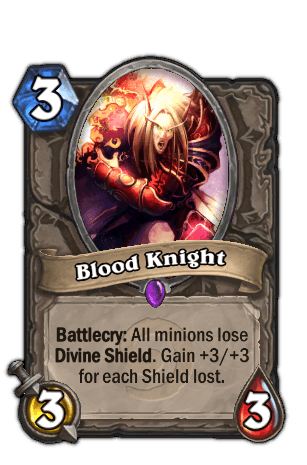 3
Blood Knight
Battlecry: All minions lose
Divine Shield. Gain +3/+3
for each Shield lost.
3
3